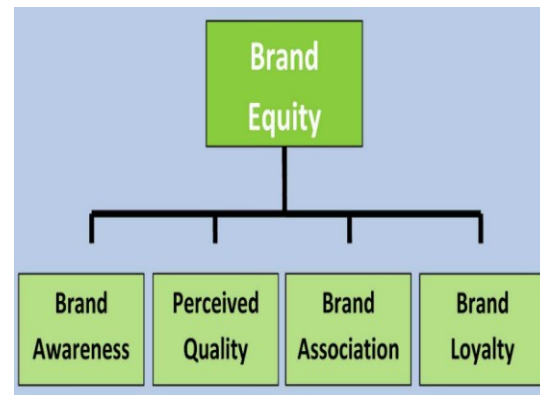 Brand
Equity
Brand
Awareness
Perceived
Quality
Brand
Association
Brand
Loyalty